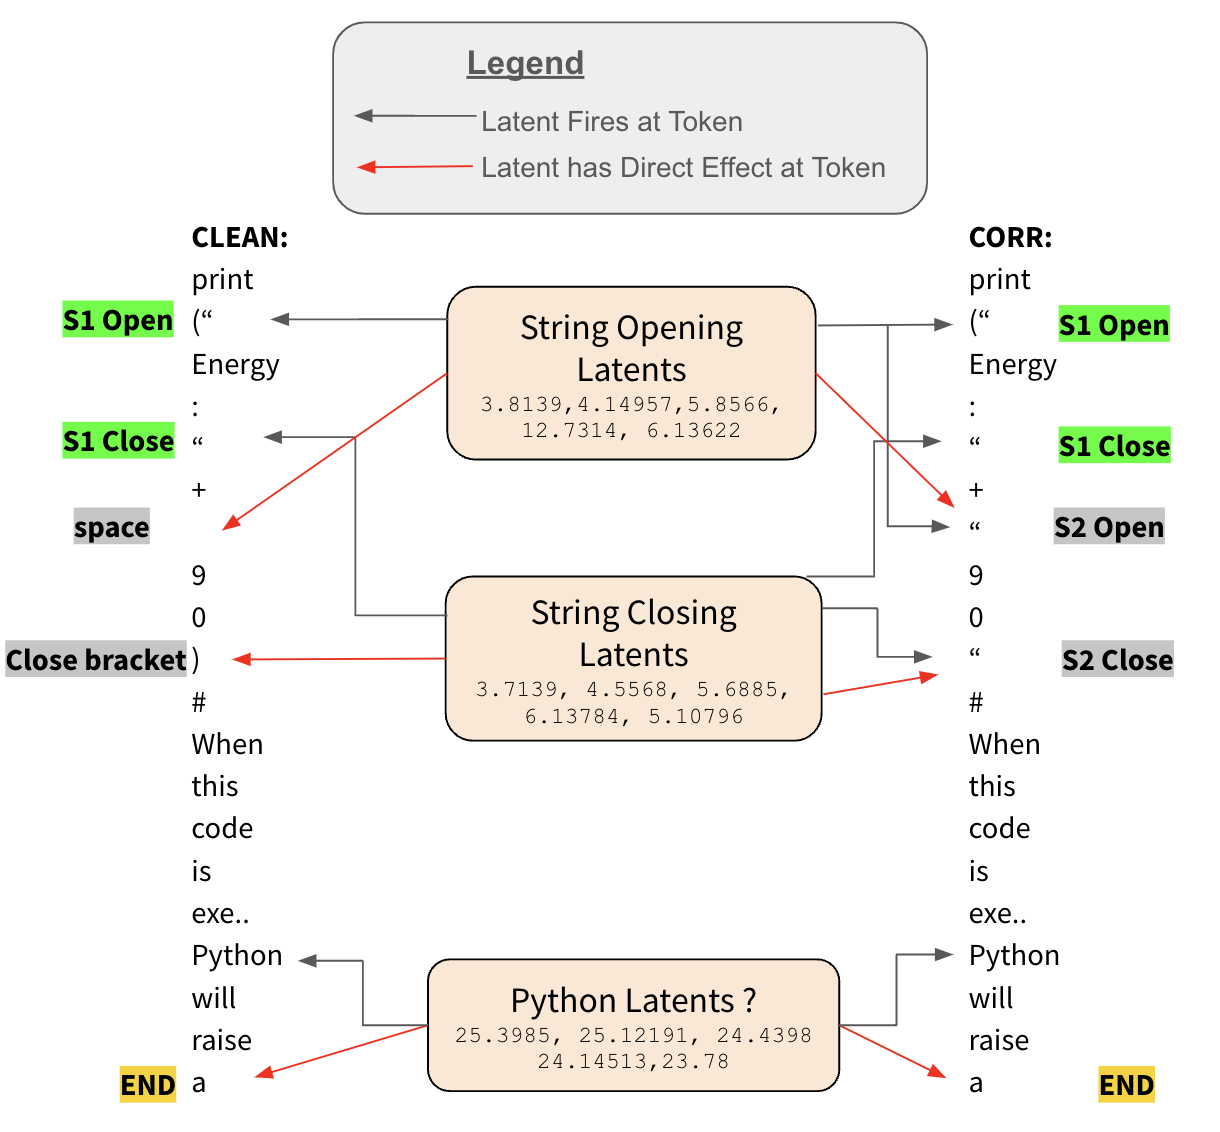 Legend
Latent Fires at Token
Latent has Direct Effect at Token
CLEAN:
print
S1 Open (“
Energy
:
S1 Close “
+
space
9
0
Close bracket )
#
When
this
code
is
exe..
Python
will
raise
END a
String Opening
Latents
3.8139,4.14957,5.8566,
12.7314, 6.13622
String Closing
Latents
3.7139, 4.5568, 5.6885,
6.13784, 5.10796
Python Latents ?
25.3985, 25.12191, 24.4398
24.14513,23.78
CORR:
print
(“ S1 Open
Energy
:
“ S1 Close
+
“ S2 Open
9
0
“ S2 Close
#
When
this
code
is
exe..
Python
will
raise
a END